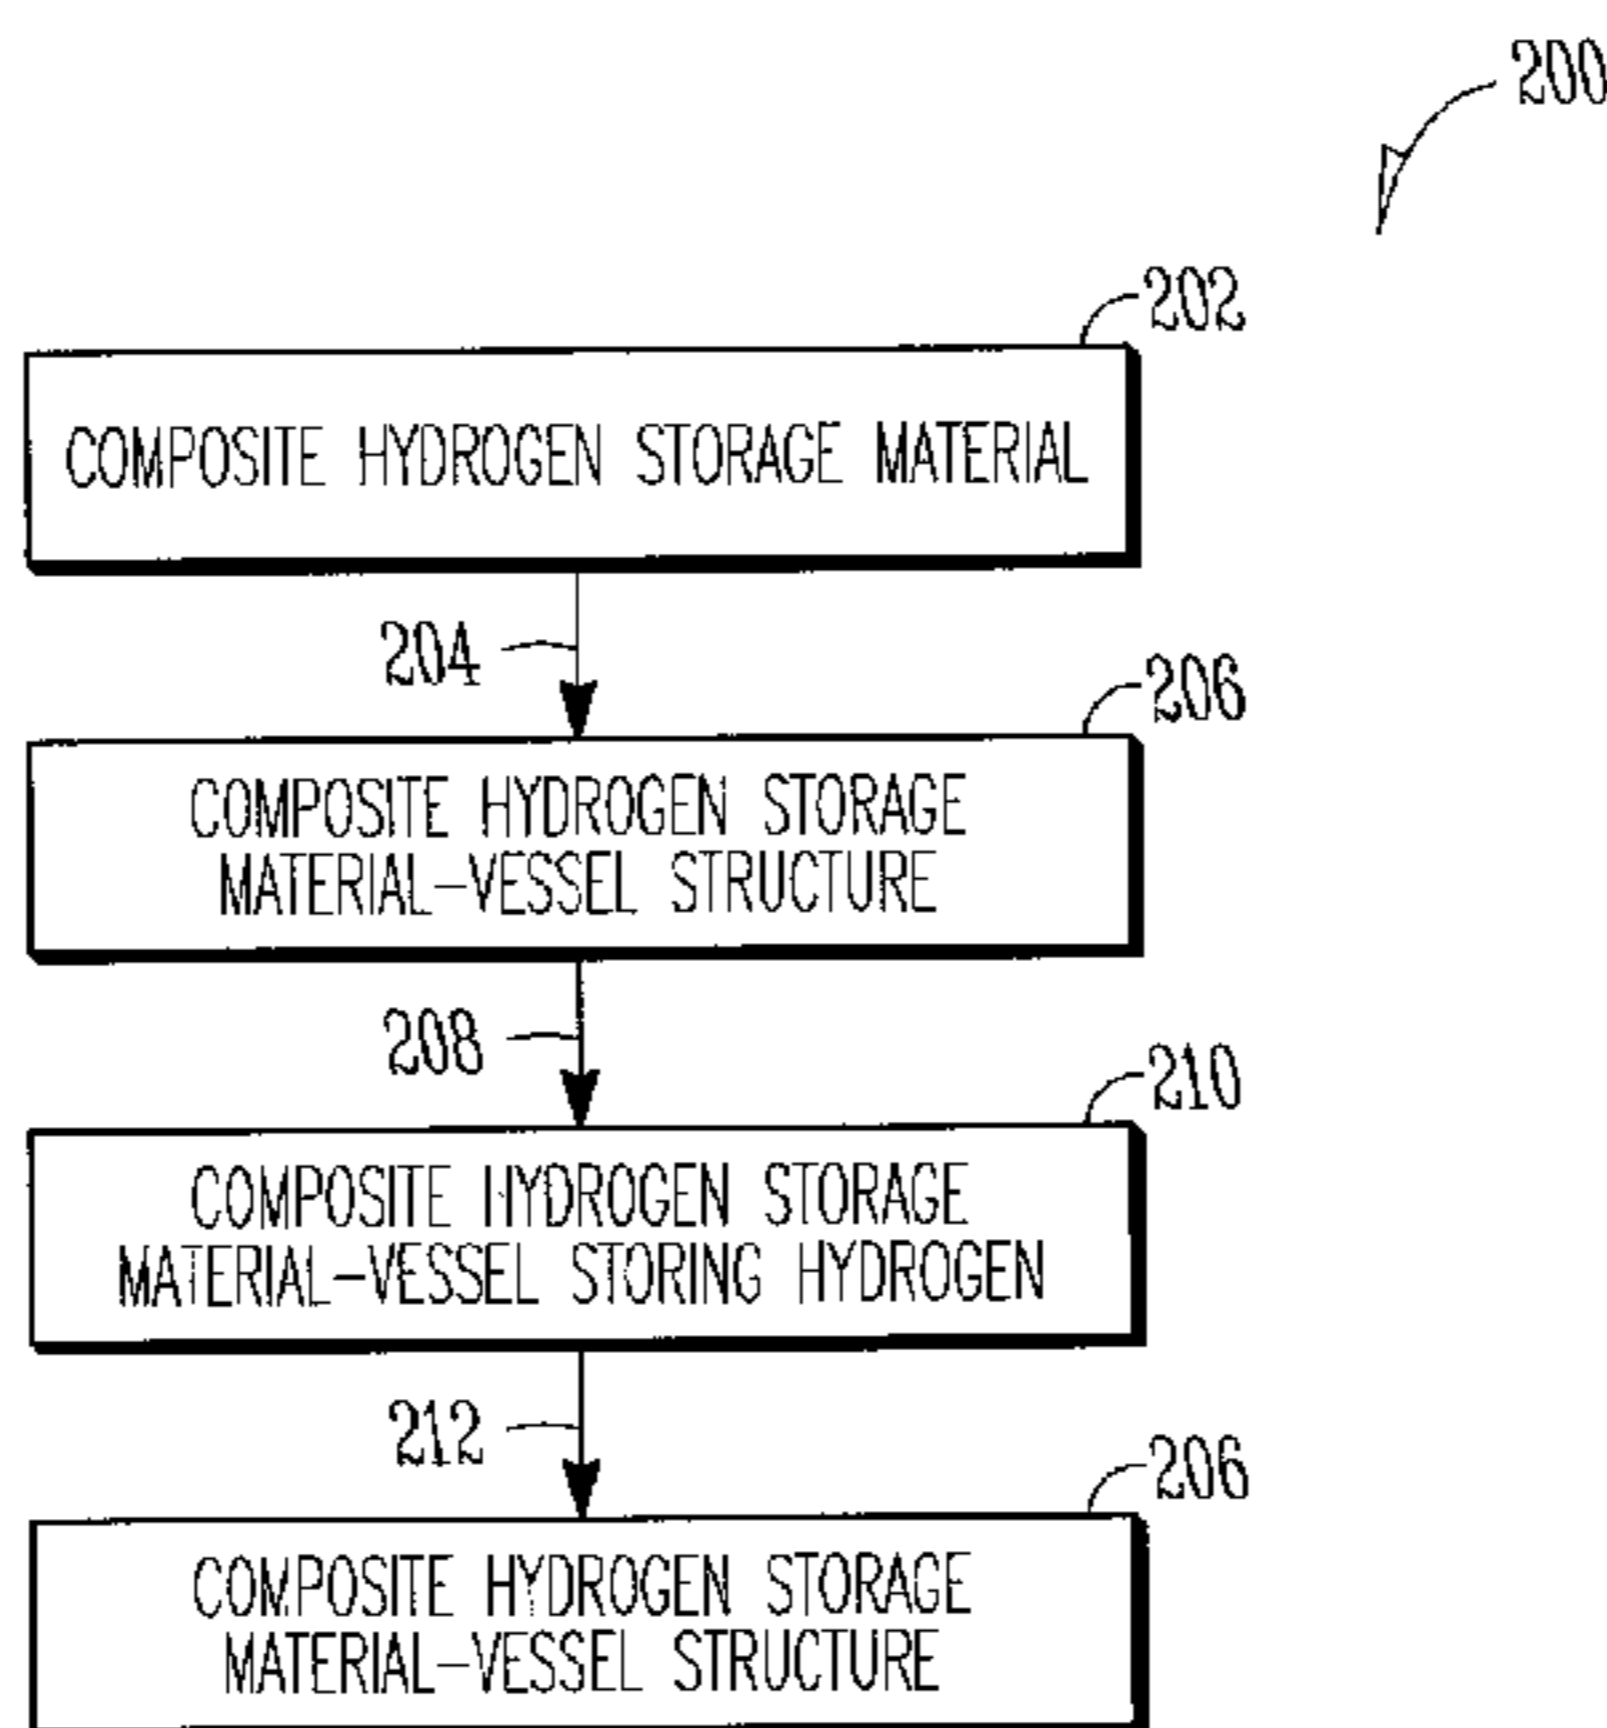 200
202
COMPOSITE HYDROGEN STORAGE MATERIAL
204
206
COMPOSITE HYDROGEN STORAGE
MATERIAL-VESSEL STRUCTURE
208
210
COMPOSITE HYDROGEN STORAGE
MATERIAL-VESSEL STORING HYDROGEN
212
206
COMPOSITE HYDROGEN STORAGE
MATERIAL-VESSEL STRUCTURE